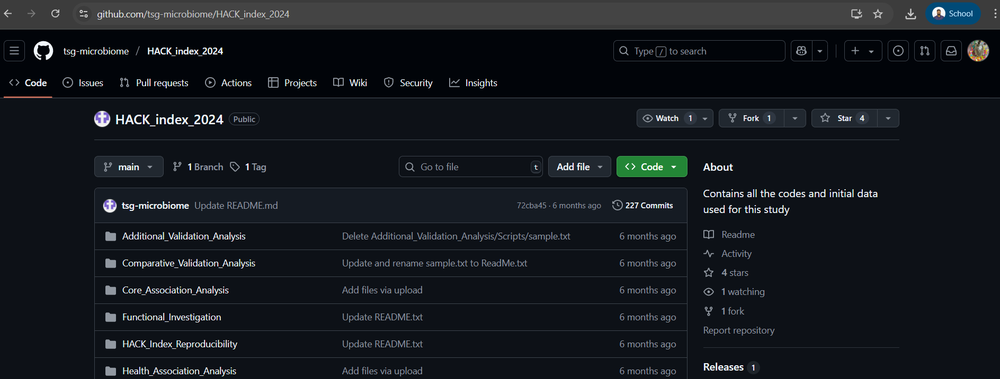 github.com/tsg-microbiome/HACK_index_2024
School
tsg-microbiome / HACK_index_2024
Type / to search
Code
Issues
Pull requests
Actions
Projects
Wiki
Security
Insights
HACK_index_2024
Public
Watch 1
Fork 1
Star 4
main
1 Branch
1 Tag
Go to file
t
Add file
Code
tsg-microbiome Update README.md
72cba45 · 6 months ago
227 Commits
Additional_Validation_Analysis
Delete Additional_Validation_Analysis/Scripts/sample.txt
6 months ago
Comparative_Validation_Analysis
Update and rename sample.txt to ReadMe.txt
6 months ago
Core_Association_Analysis
Add files via upload
6 months ago
Functional_Investigation
Update README.txt
6 months ago
HACK_Index_Reproducibility
Update README.txt
6 months ago
Health_Association_Analysis
Add files via upload
6 months ago
About
Contains all the codes and initial data
used for this study
Readme
Activity
4 stars
1 watching
1 fork
Report repository
Releases 1